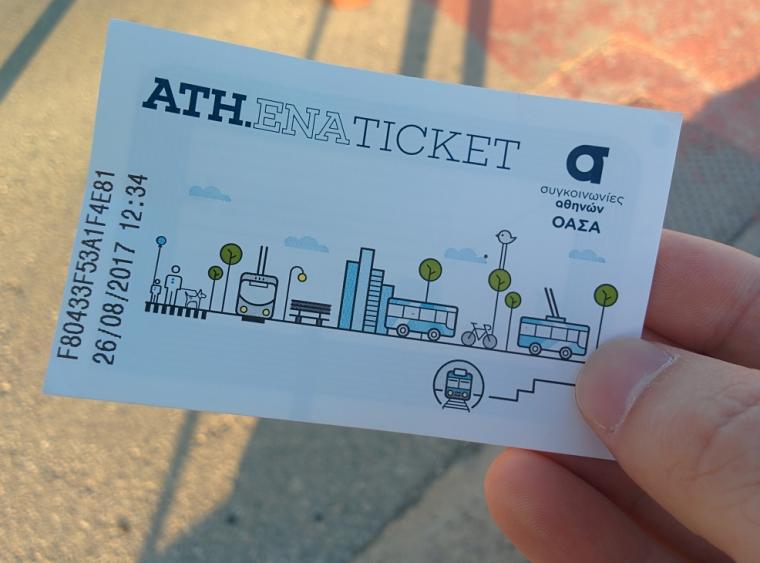 ATH.ENA TICKET
συγκοινωνίες
αθηνών
ΟΑΣΑ
F80433F53A1F4E81
26/08/2017 12:34